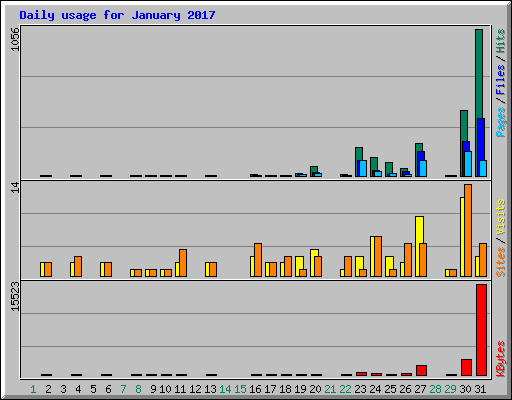 Daily usage for January 2017
1056
Pages / Files / Hits
14
Sites / Visits
15523
KBytes
1 2 3 4 5 6 7 8 9 10 11 12 13 14 15 16 17 18 19 20 21 22 23 24 25 26 27 28 29 30 31